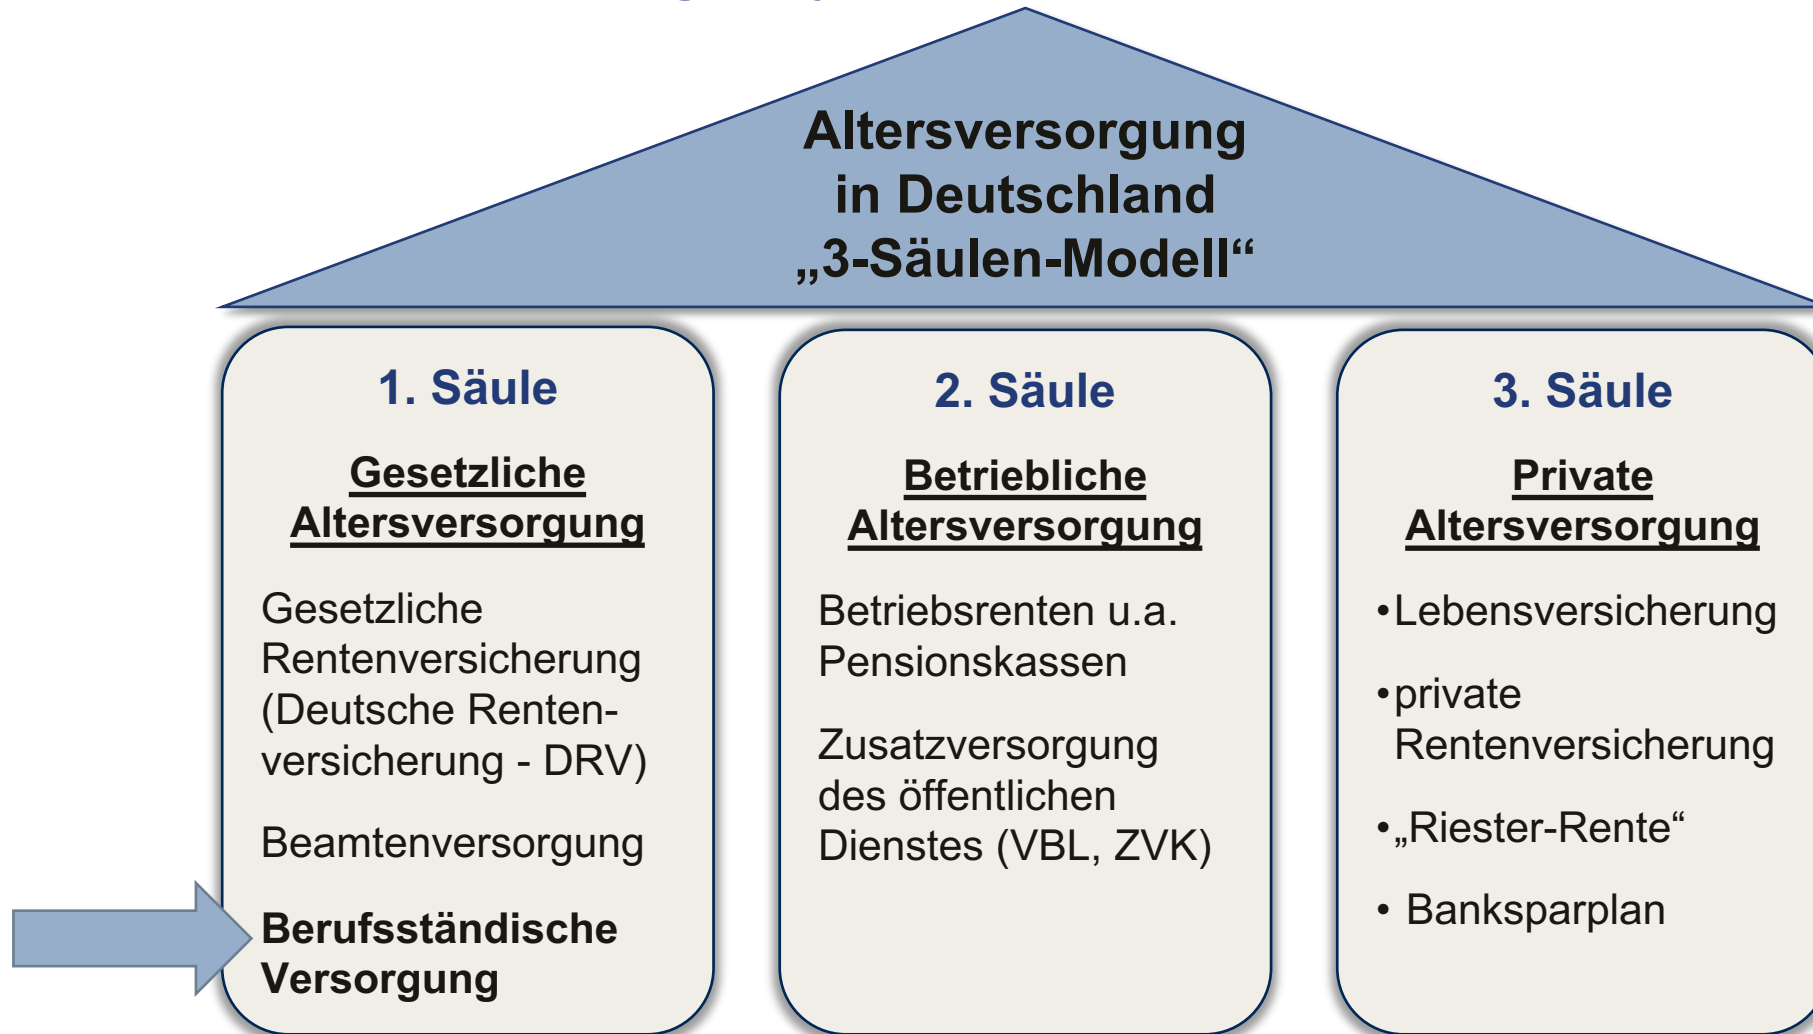 Altersversorgung
in Deutschland
„3-Säulen-Modell“
1. Säule
Gesetzliche
Altersversorgung
Gesetzliche
Rentenversicherung
(Deutsche Renten-
versicherung - DRV)
Beamtenversorgung
Berufsständische
Versorgung
2. Säule
Betriebliche
Altersversorgung
Betriebsrenten u.a.
Pensionskassen
Zusatzversorgung
des öffentlichen
Dienstes (VBL, ZVK)
3. Säule
Private
Altersversorgung
•Lebensversicherung
•private
Rentenversicherung
•„Riester-Rente“
• Banksparplan